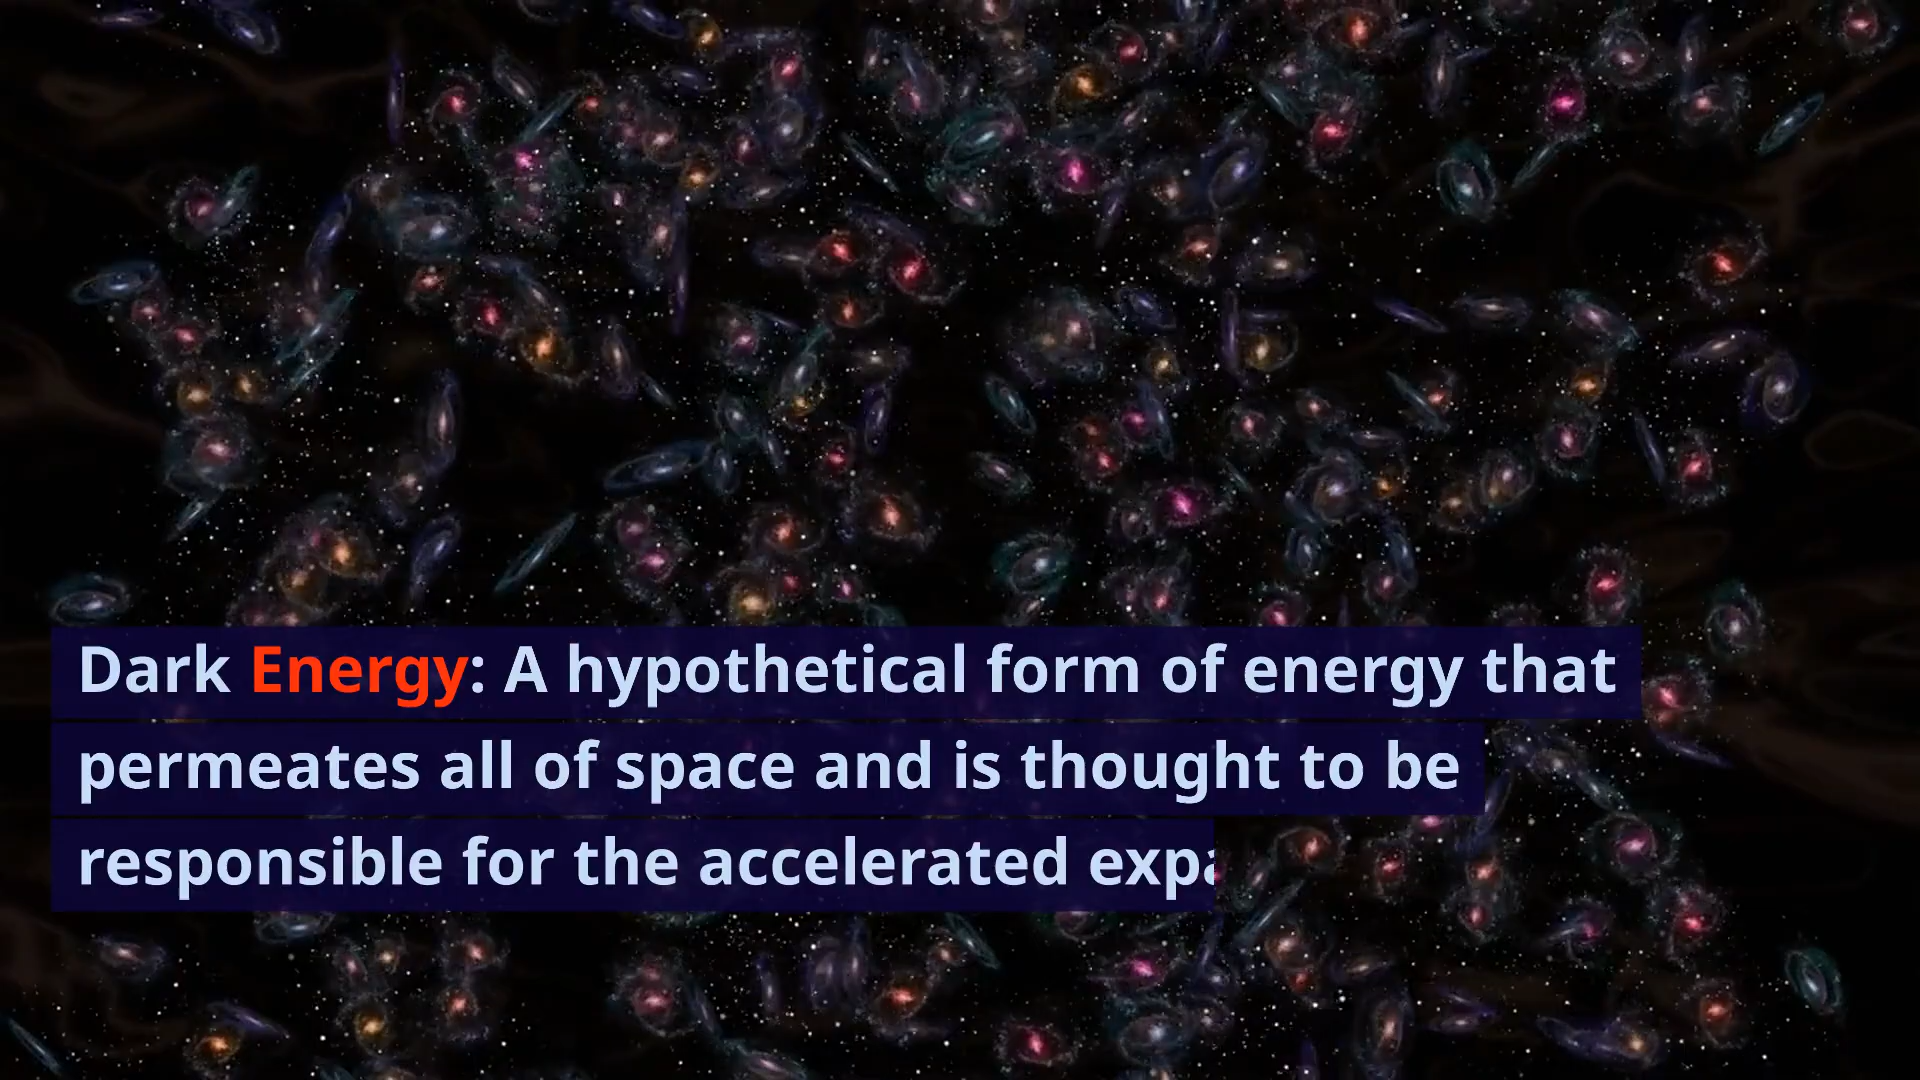 Dark Energy: A hypothetical form of energy that
permeates all of space and is thought to be
responsible for the accelerated expa